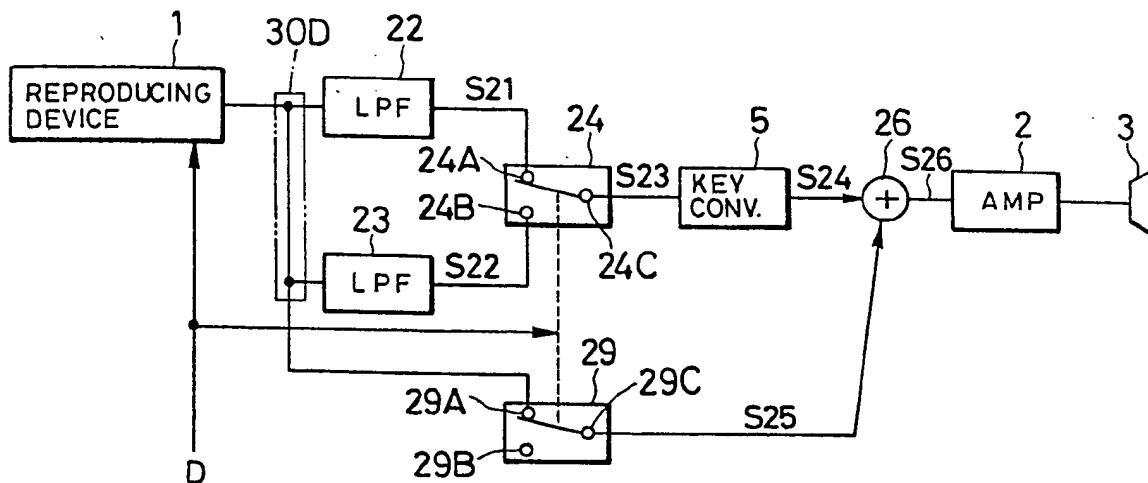 1
30D
22
REPRODUCING
DEVICE
LPF
S21
24
24A
24B
S23
5
KEY
CONV.
S24
26
S26
2
AMP
3
23
LPF
S22
24C
29
29A
29C
29B
S25
D